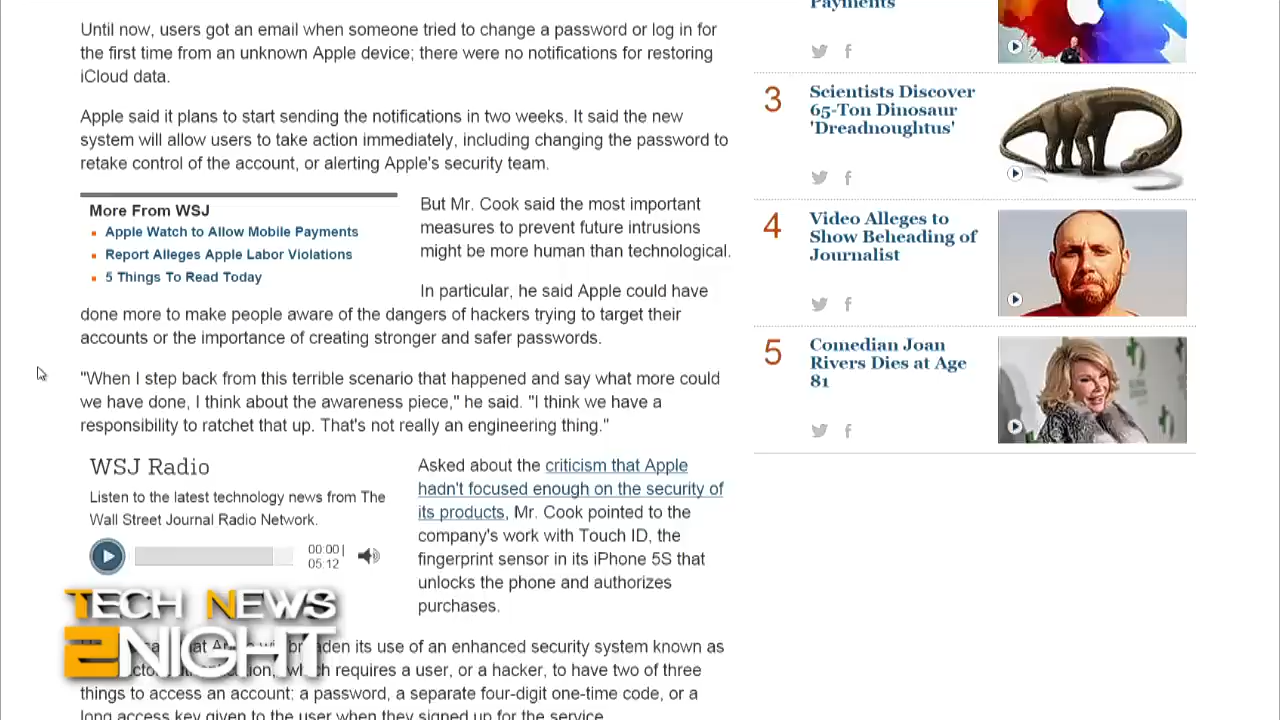 Until now, users got an email when someone tried to change a password or log in for
the first time from an unknown Apple device; there were no notifications for restoring
iCloud data.
Apple said it plans to start sending the notifications in two weeks. It said the new
system will allow users to take action immediately, including changing the password to
retake control of the account, or alerting Apple's security team.
More From WSJ
Apple Watch to Allow Mobile Payments
Report Alleges Apple Labor Violations
5 Things To Read Today
But Mr. Cook said the most important
measures to prevent future intrusions
might be more human than technological.
In particular, he said Apple could have
done more to make people aware of the dangers of hackers trying to target their
accounts or the importance of creating stronger and safer passwords.
"When I step back from this terrible scenario that happened and say what more could
we have done, I think about the awareness piece," he said. "I think we have a
responsibility to ratchet that up. That's not really an engineering thing."
WSJ Radio
Listen to the latest technology news from The
Wall Street Journal Radio Network.
00:00 |
05:12
Asked about the criticism that Apple
hadn't focused enough on the security of
its products, Mr. Cook pointed to the
company's work with Touch ID, the
fingerprint sensor in its iPhone 5S that
unlocks the phone and authorizes
purchases.
its use of an enhanced security system known as
requires a user, or a hacker, to have two of three
things to access an account: a password, a separate four-digit one-time code, or a
long access key given to the user when they signed up for the service.
TECH NEWS
2NIGHT
Payments
3
Scientists Discover
65-Ton Dinosaur
'Dreadnoughtus'
4
Video Alleges to
Show Beheading of
Journalist
5
Comedian Joan
Rivers Dies at Age
81